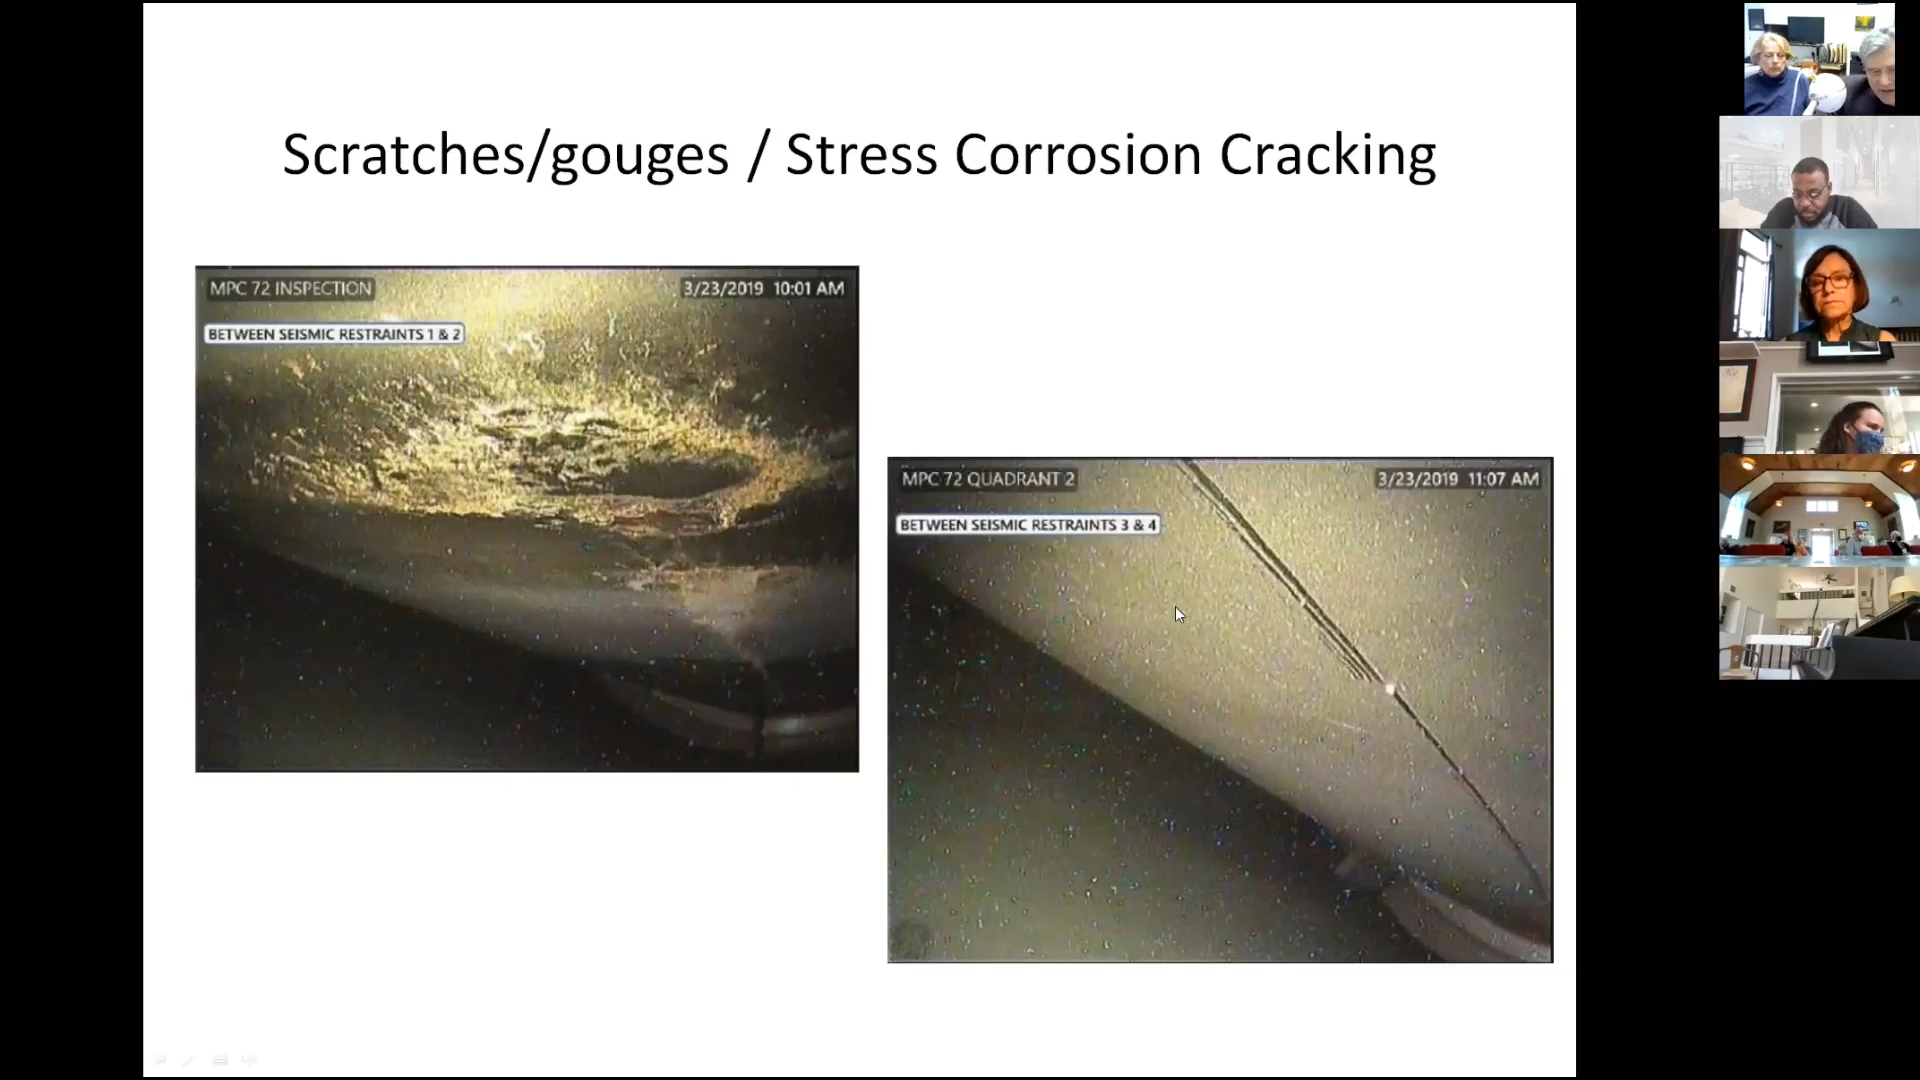 Scratches/gouges / Stress Corrosion Cracking
MPC 72 INSPECTION
3/23/2019 10:01 AM
BETWEEN SEISMIC RESTRAINTS 1 & 2
MPC 72 QUADRANT 2
3/23/2019 11:07 AM
BETWEEN SEISMIC RESTRAINTS 3 & 4